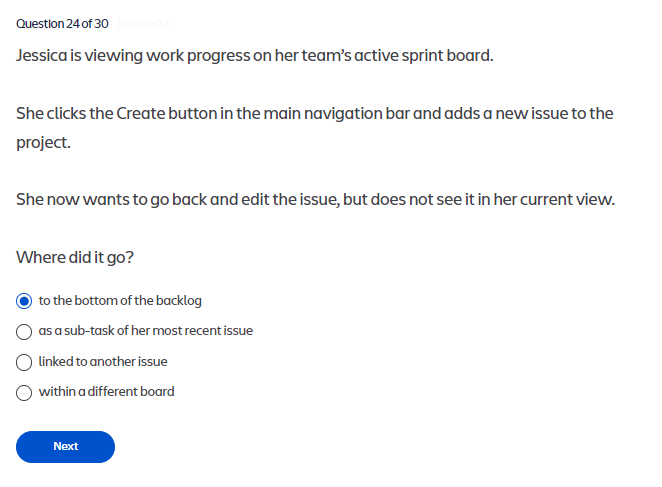 Question 24 of 30
Jessica is viewing work progress on her team's active sprint board.
She clicks the Create button in the main navigation bar and adds a new issue to the
project.
She now wants to go back and edit the issue, but does not see it in her current view.
Where did it go?
to the bottom of the backlog
as a sub-task of her most recent issue
linked to another issue
within a different board
Next